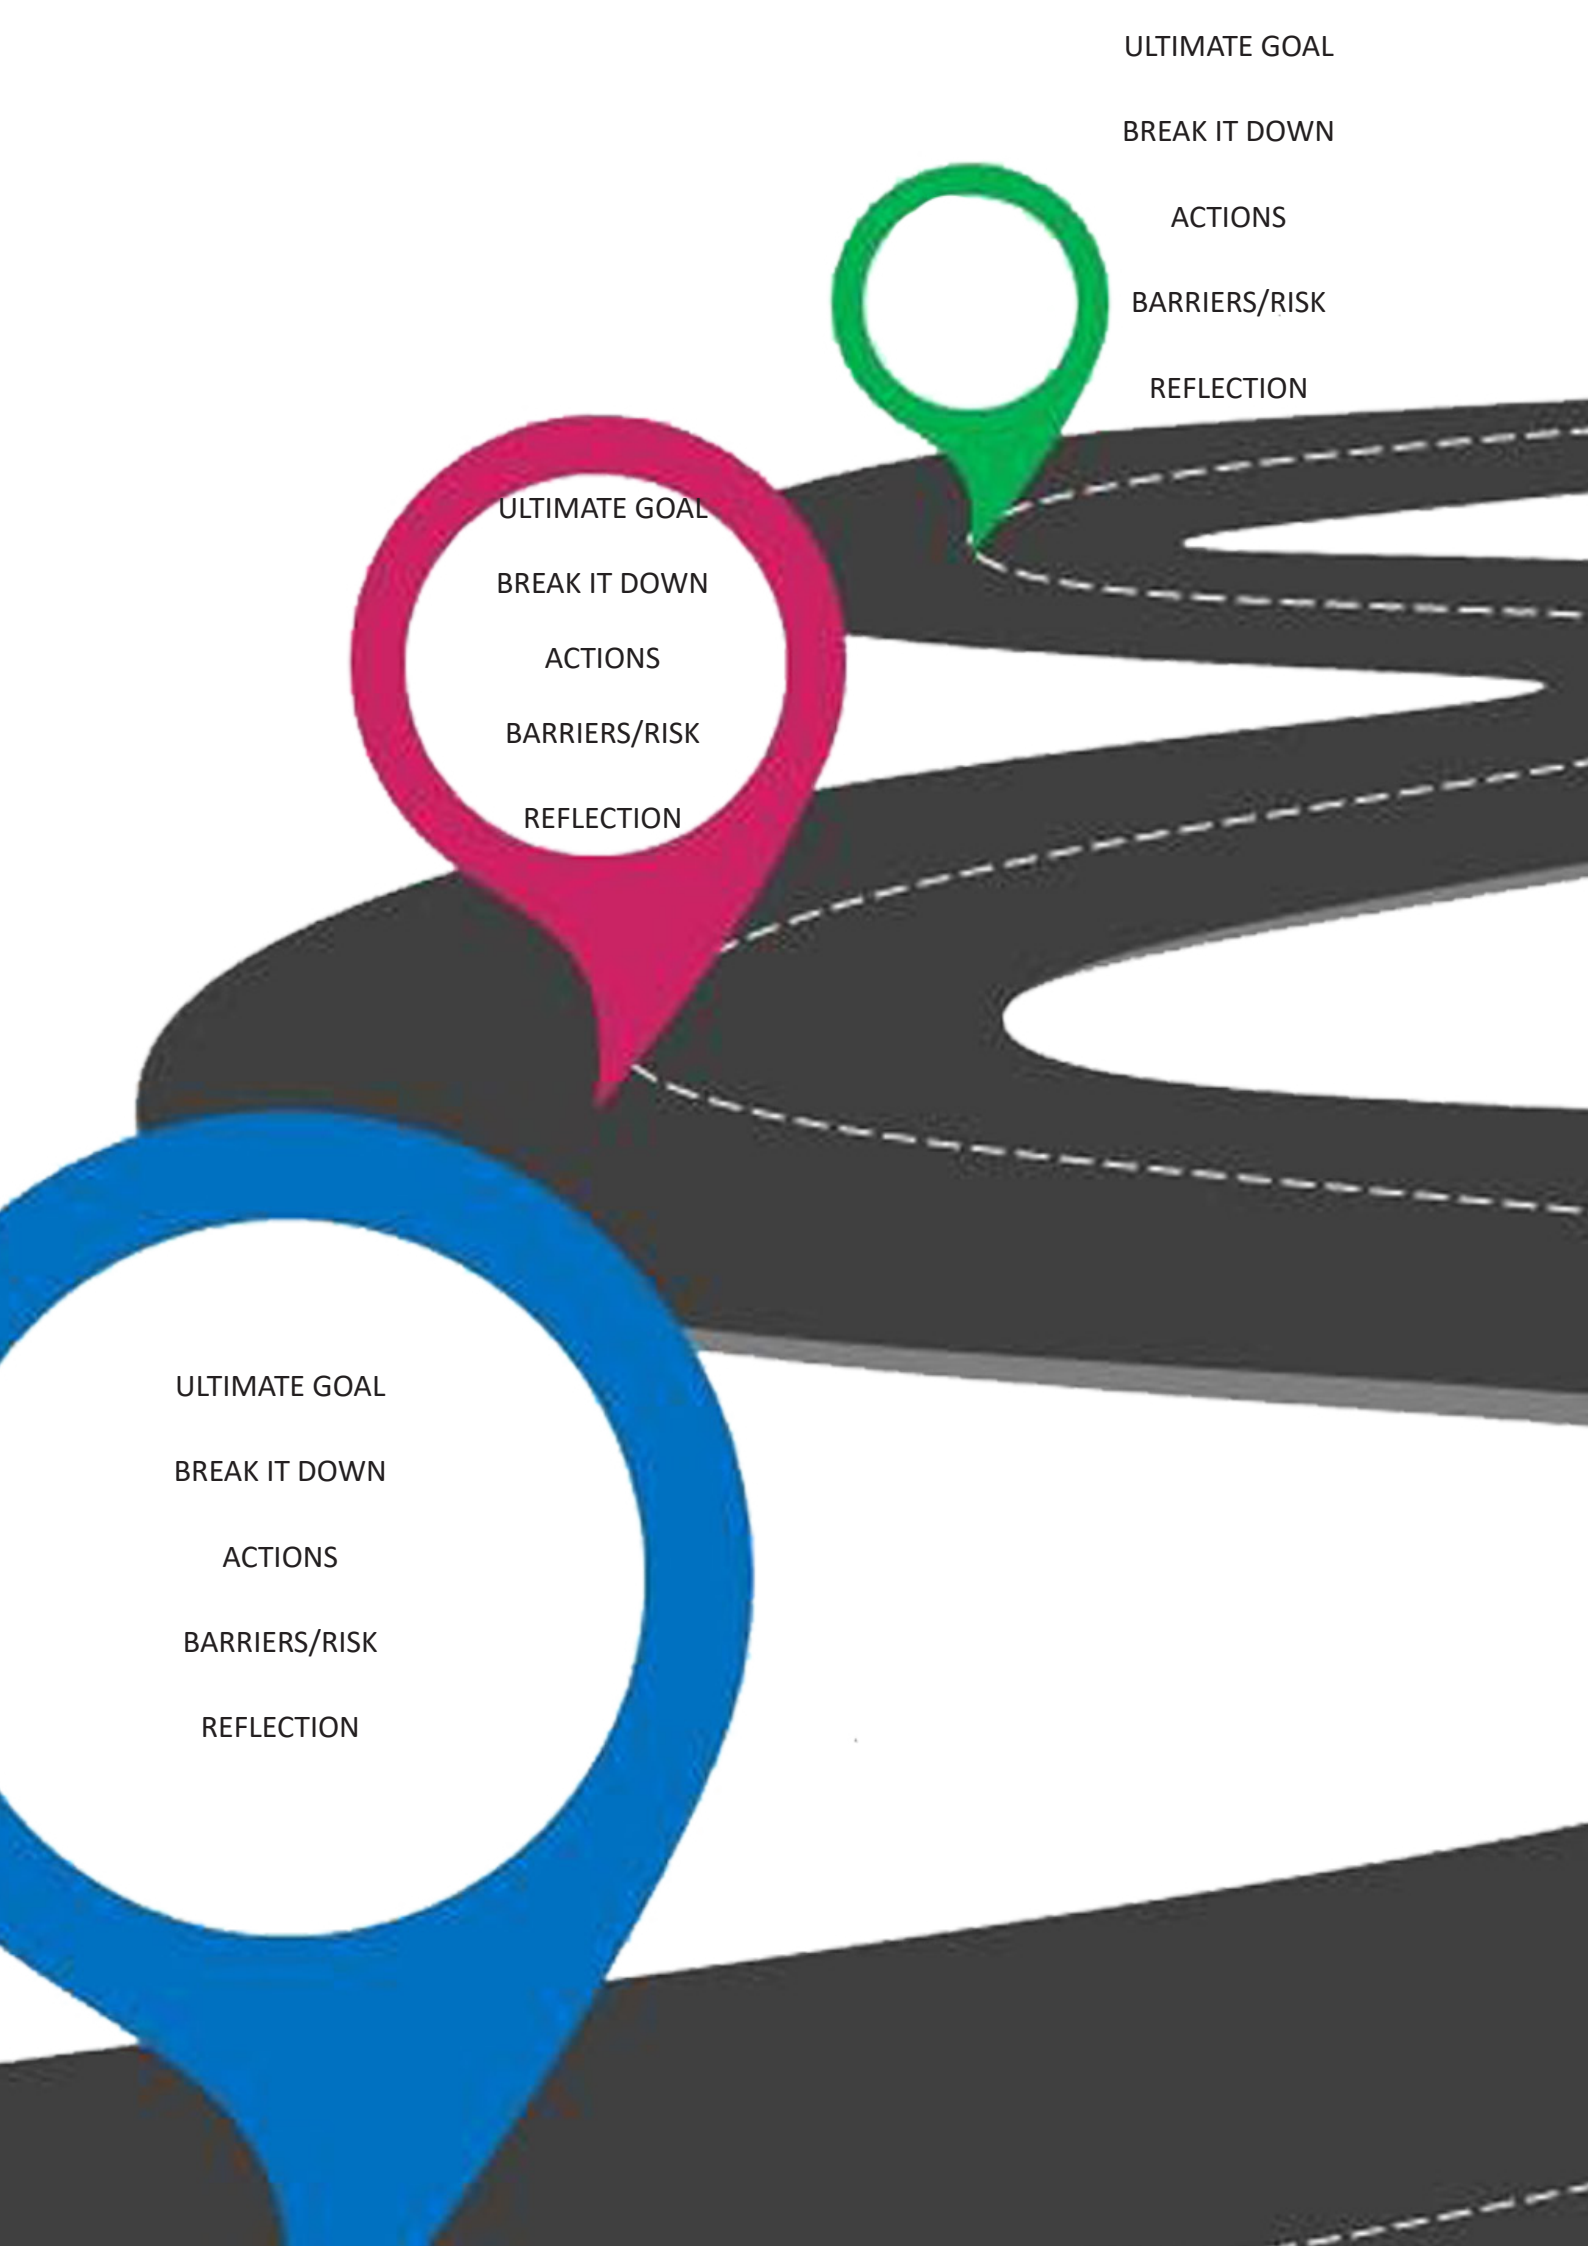 ULTIMATE GOAL
BREAK IT DOWN
ACTIONS
BARRIERS/RISK
REFLECTION
ULTIMATE GOAL
BREAK IT DOWN
ACTIONS
BARRIERS/RISK
REFLECTION
ULTIMATE GOAL
BREAK IT DOWN
ACTIONS
BARRIERS/RISK
REFLECTION